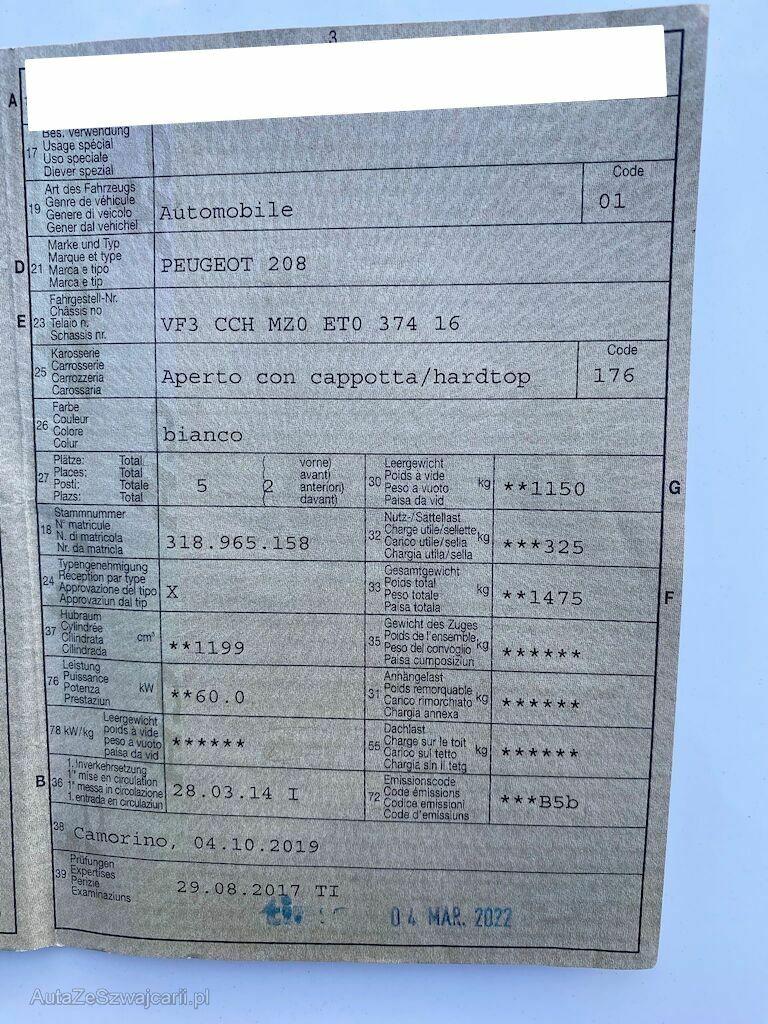 3
A
Bes. Verwendung
17 Usage spécial
Uso speciale
Diever spezial
Art des Fahrzeugs
19 Genre de véhicule
Genere di veicolo
Gener dal vehichel
Automobile
Code
01
Marke und Typ
D 21 Marque et type
Marca e tipo
Marca e tip
PEUGEOT 208
Fahrgestell-Nr.
Châssis no
E 23 Telaio n.
Schassis nr.
VF3 CCH MZ0 ET0 374 16
Karosserie
25 Carrosserie
Carrozzeria
Carossaria
Aperto con cappotta/hardtop
Code
176
Farbe
26 Couleur
Colore
Colur
bianco
Plätze: Total
27 Places: Total
Posti: Totale
Plazs: Total
5 ( 2 vorne)
avant)
anteriori)
davant)
Leergewicht
30 Poids à vide kg
Peso a vuoto
Paisa da vid
**1150
G
Stammnummer
18 N° matricule
N. di matricola
Nr. da matricla
318.965.158
Nutz-/Sattellast
32 Charge utile/sellette kg
Carico utile/sella
Chargia utila/sella
***325
Typengenehmigung
24 Réception par type
Approvazione del tipo
Approvaziun dal tip
X
Gesamtgewicht
33 Poids total kg
Peso totale
Paisa totala
**1475
F
Hubraum
37 Cylindrée cm³
Cilindrata
Cilindrada
**1199
Gewicht des Zuges
35 Poids de l'ensemble kg
Peso del convoglio
Paisa cumposiziun
******
Leistung
76 Puissance kW
Potenza
Prestaziun
**60.0
Anhängelast
31 Poids remorquable kg
Carico rimorchiato
Chargia annexa
******
78 kW/kg
Leergewicht
poids à vide
peso a vuoto
paisa da vid
******
Dachlast
55 Charge sur le toit kg
Carico sul tetto
Chargia sin il tetg
******
1. Inverkehrsetzung
B 36 1re mise en circulation
1a messa in circolazione
1. entrada en circulaziun
28.03.14 I
Emissionscode
72 Code émissions
Codice emissioni
Code d'emissiuns
***B5b
38 Camorino, 04.10.2019
Prüfungen
39 Expertises
Perizie
Examinaziuns
29.08.2017 TI
04 MAR. 2022
AutaZeSzwajcarii.pl